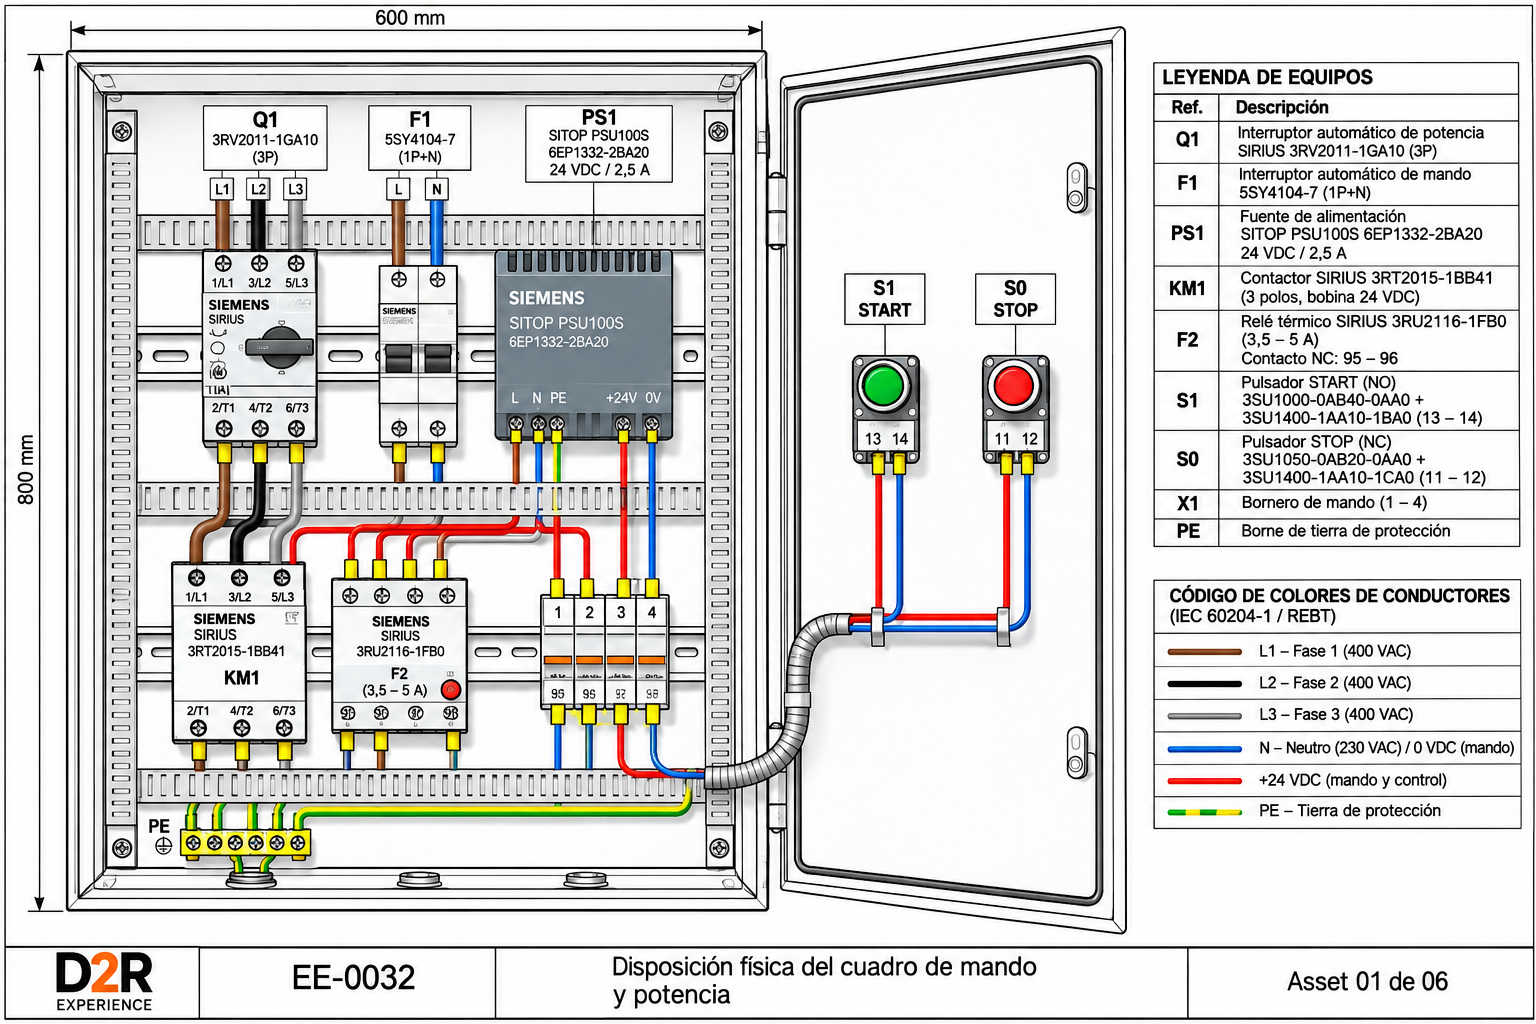 600 mm
800 mm
Q1
3RV2011-1GA10
(3P)
F1
5SY4104-7
(1P+N)
PS1
SITOP PSU100S
6EP1332-2BA20
24 VDC / 2,5 A
L1
L2
L3
L
N
1/L1
3/L2
5/L3
SIEMENS
SIRIUS
2/T1
4/T2
6/T3
SIEMENS
SIEMENS
SITOP PSU100S
6EP1332-2BA20
L
N
PE
+24V
0V
S1
START
S0
STOP
13
14
11
12
1/L1
3/L2
5/L3
SIEMENS
SIRIUS
3RT2015-1BB41
KM1
2/T1
4/T2
6/T3
SIEMENS
SIRIUS
3RU2116-1FB0
F2
(3,5 – 5 A)
1
2
3
4
PE
LEYENDA DE EQUIPOS
Ref. Descripción
Q1 Interruptor automático de potencia
SIRIUS 3RV2011-1GA10 (3P)
F1 Interruptor automático de mando
5SY4104-7 (1P+N)
PS1 Fuente de alimentación
SITOP PSU100S 6EP1332-2BA20
24 VDC / 2,5 A
KM1 Contactor SIRIUS 3RT2015-1BB41
(3 polos, bobina 24 VDC)
F2 Relé térmico SIRIUS 3RU2116-1FB0
(3,5 – 5 A)
Contacto NC: 95 – 96
S1 Pulsador START (NO)
3SU1000-0AB40-0AA0 +
3SU1400-1AA10-1BA0 (13 – 14)
S0 Pulsador STOP (NC)
3SU1050-0AB20-0AA0 +
3SU1400-1AA10-1CA0 (11 – 12)
X1 Bornero de mando (1 – 4)
PE Borne de tierra de protección
CÓDIGO DE COLORES DE CONDUCTORES
(IEC 60204-1 / REBT)
L1 – Fase 1 (400 VAC)
L2 – Fase 2 (400 VAC)
L3 – Fase 3 (400 VAC)
N – Neutro (230 VAC) / 0 VDC (mando)
+24 VDC (mando y control)
PE – Tierra de protección
D2R
EXPERIENCE
EE-0032
Disposición física del cuadro de mando
y potencia
Asset 01 de 06